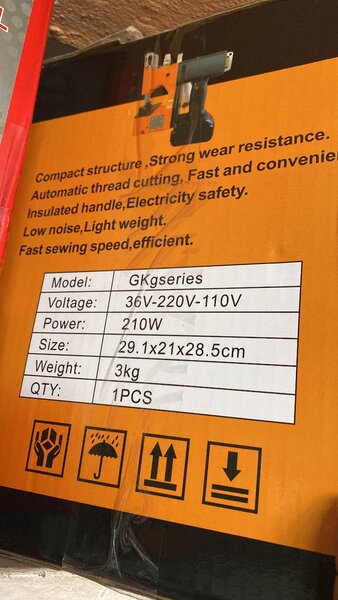 Compact structure ,Strong wear resistance.
Automatic thread cutting, Fast and convenie
Insulated handle,Electricity safety.
Low noise,Light weight.
Fast sewing speed,efficient.
Model: GKgseries
Voltage: 36V-220V-110V
Power: 210W
Size: 29.1x21x28.5cm
Weight: 3kg
QTY: 1PCS